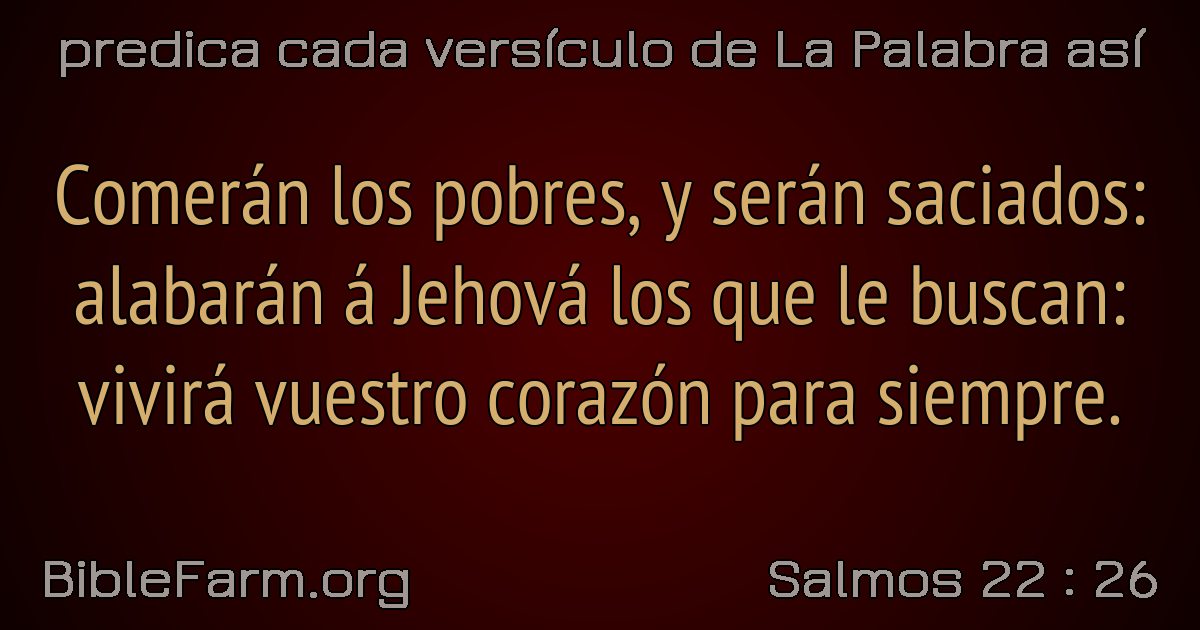 predica cada versículo de La Palabra así
Comerán los pobres, y serán saciados:
alabarán á Jehová los que le buscan:
vivirá vuestro corazón para siempre.
BibleFarm.org
Salmos 22 : 26